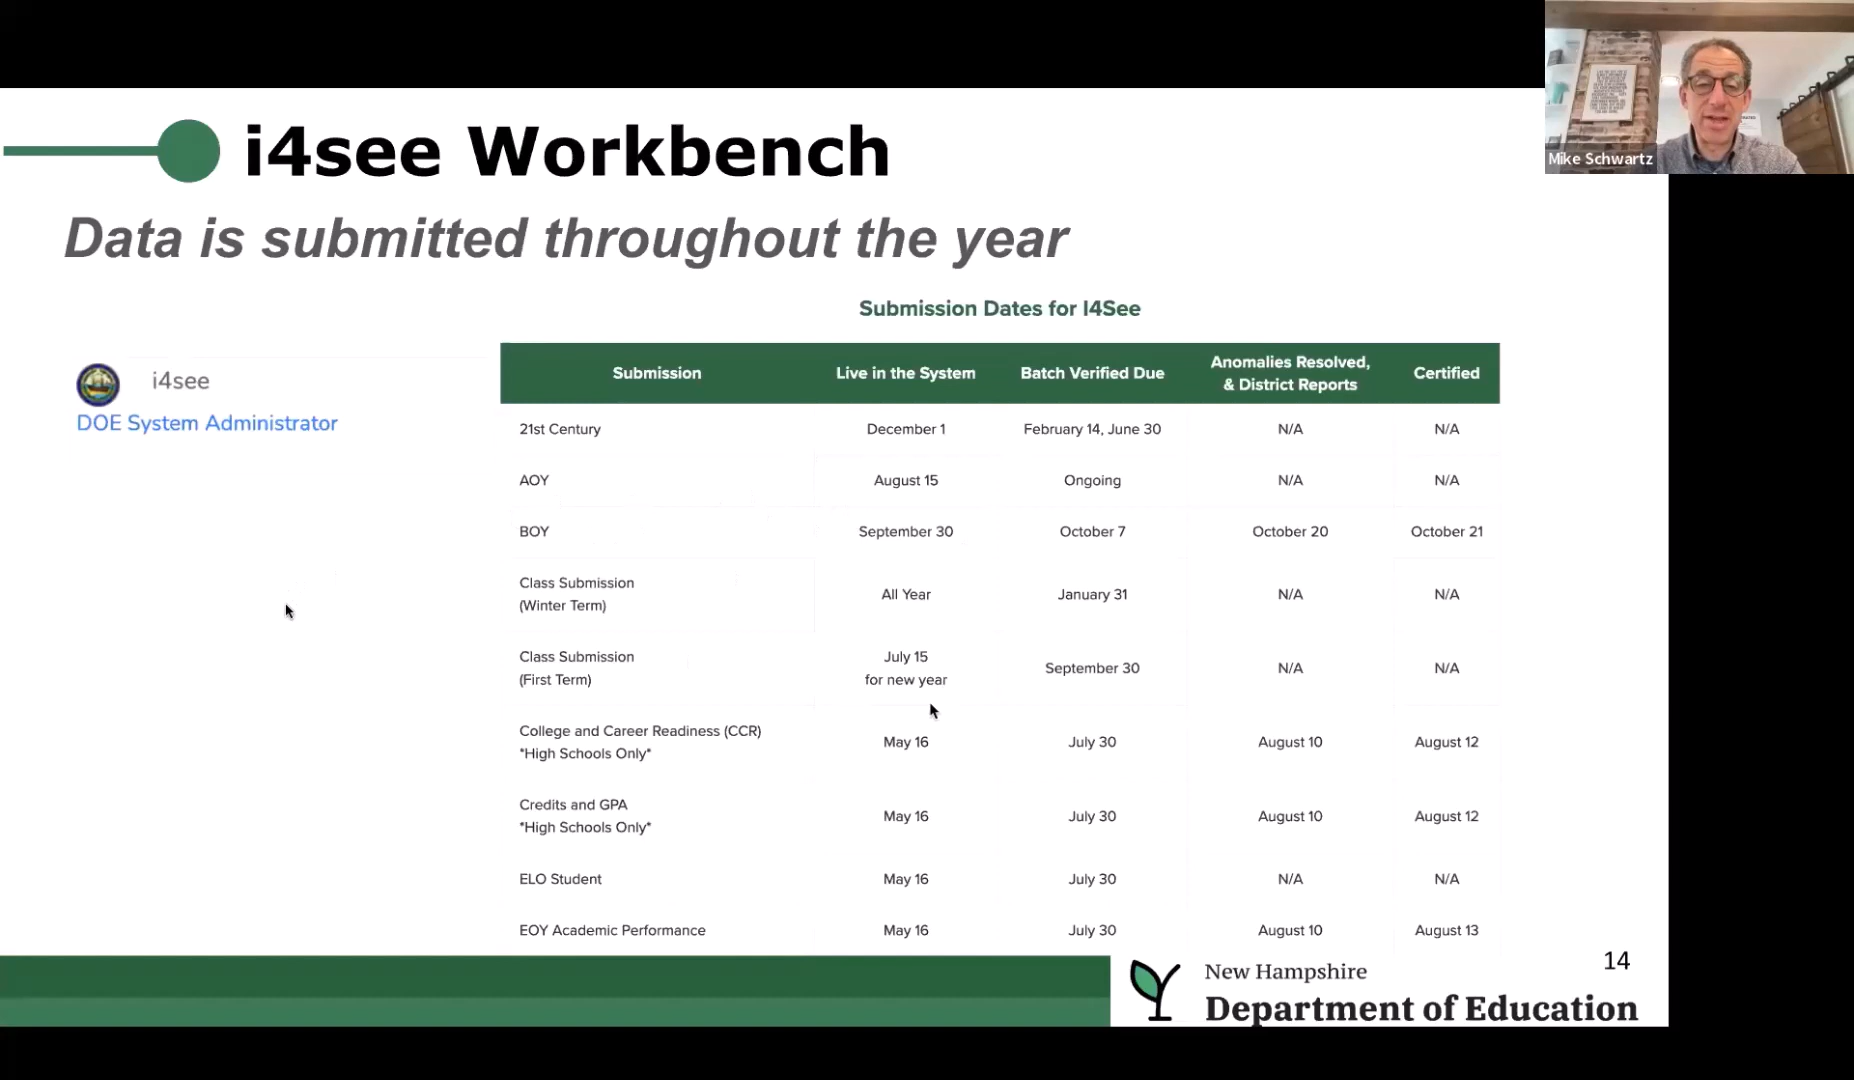 Mike Schwartz
i4see Workbench
Data is submitted throughout the year
Submission Dates for I4See
i4see
DOE System Administrator
Submission Live in the System Batch Verified Due Anomalies Resolved, & District Reports Certified
21st Century December 1 February 14, June 30 N/A N/A
AOY August 15 Ongoing N/A N/A
BOY September 30 October 7 October 20 October 21
Class Submission
(Winter Term) All Year January 31 N/A N/A
Class Submission
(First Term) July 15 for new year September 30 N/A N/A
College and Career Readiness (CCR)
*High Schools Only* May 16 July 30 August 10 August 12
Credits and GPA
*High Schools Only* May 16 July 30 August 10 August 12
ELO Student May 16 July 30 N/A N/A
EOY Academic Performance May 16 July 30 August 10 August 13
14
New Hampshire
Department of Education